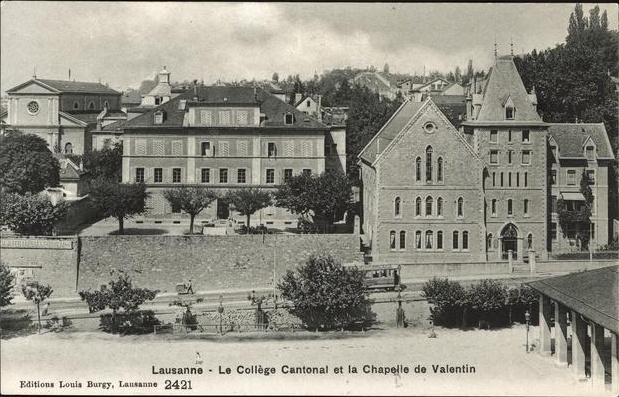 Lausanne - Le Collège Cantonal et la Chapelle de Valentin
Editions Louis Burgy, Lausanne 2421